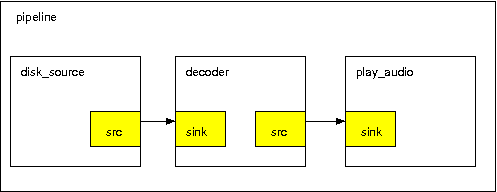 pipeline
disk_source decoder play_audio
src sink src sink